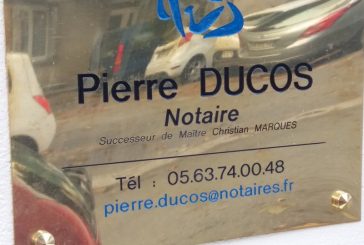 Pierre DUCOS
Notaire
Successeur de Maître Christian MARQUES
Tél : 05.63.74.00.48
pierre.ducos@notaires.fr